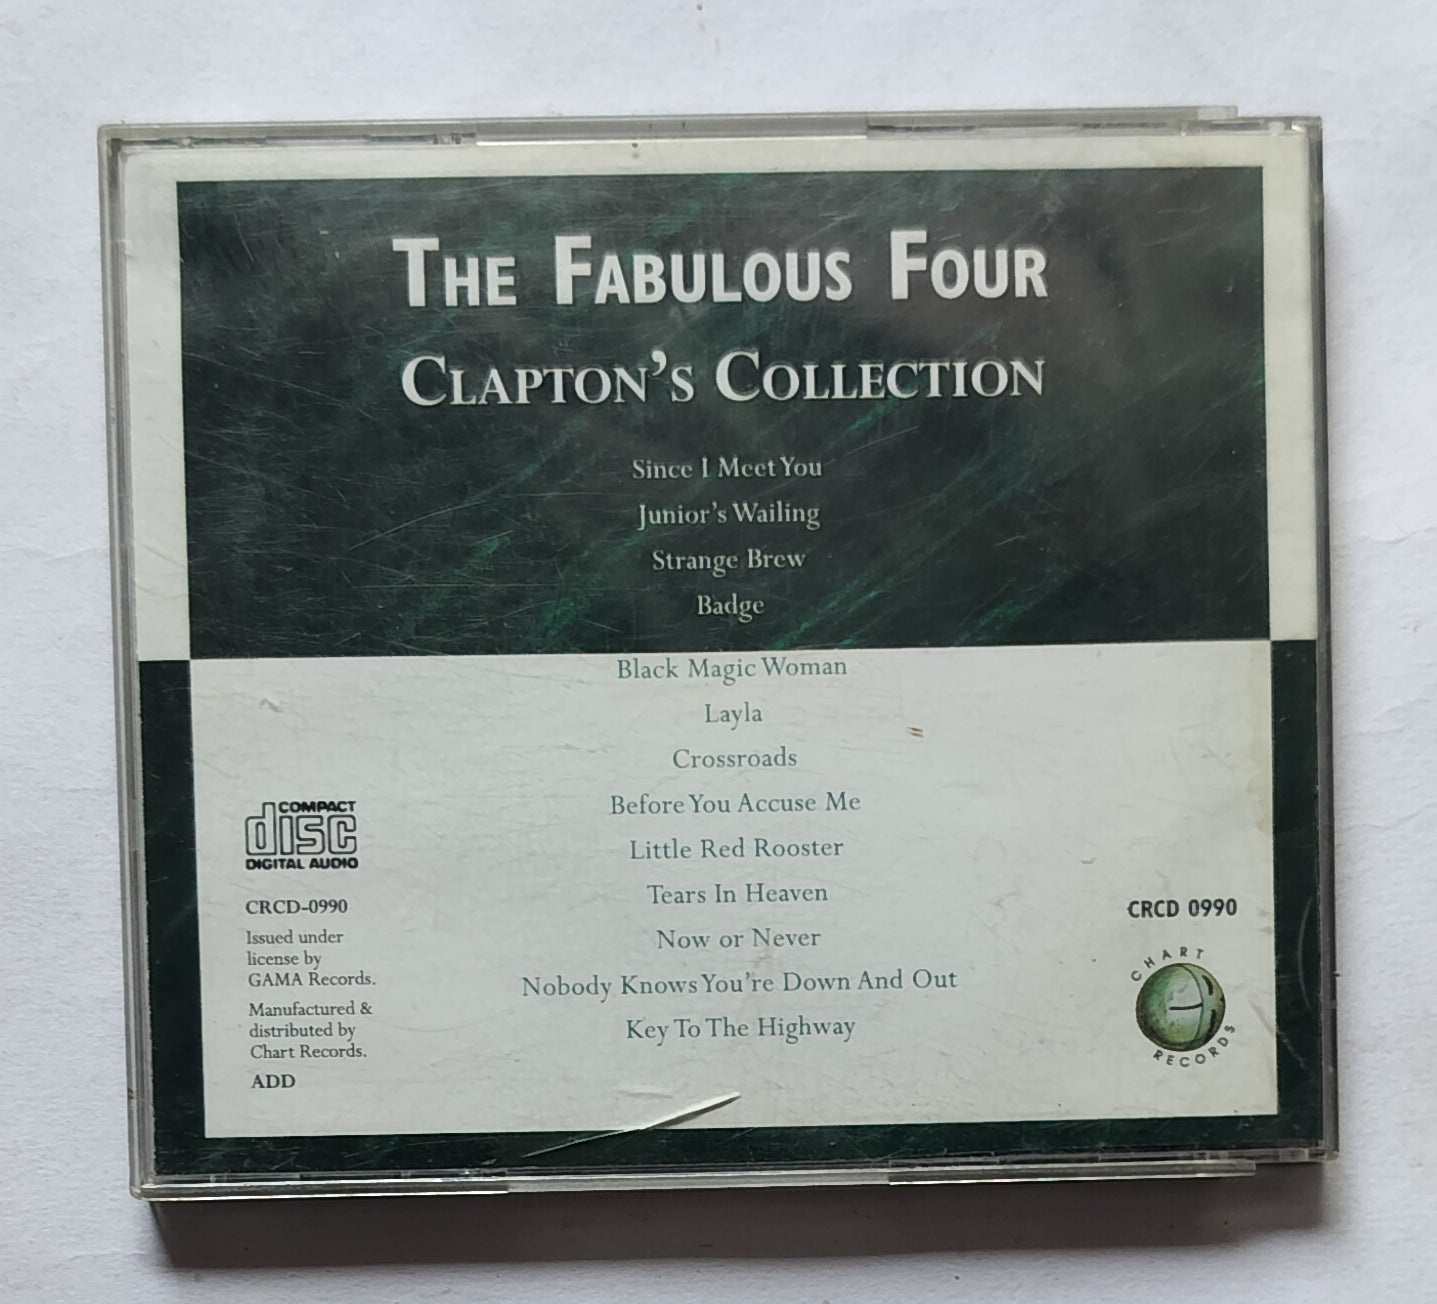 The Fabulous Four
Clapton's Collection
Since I Meet You
Junior's Wailing
Strange Brew
Badge
Black Magic Woman
Layla
Crossroads
Before You Accuse Me
Little Red Rooster
Tears In Heaven
Now or Never
Nobody Knows You're Down And Out
Key To The Highway
COMPACT
disc
DIGITAL AUDIO
CRCD-0990
Issued under
license by
GAMA Records.
Manufactured &
distributed by
Chart Records.
ADD
CRCD 0990
CHART
RECORDS